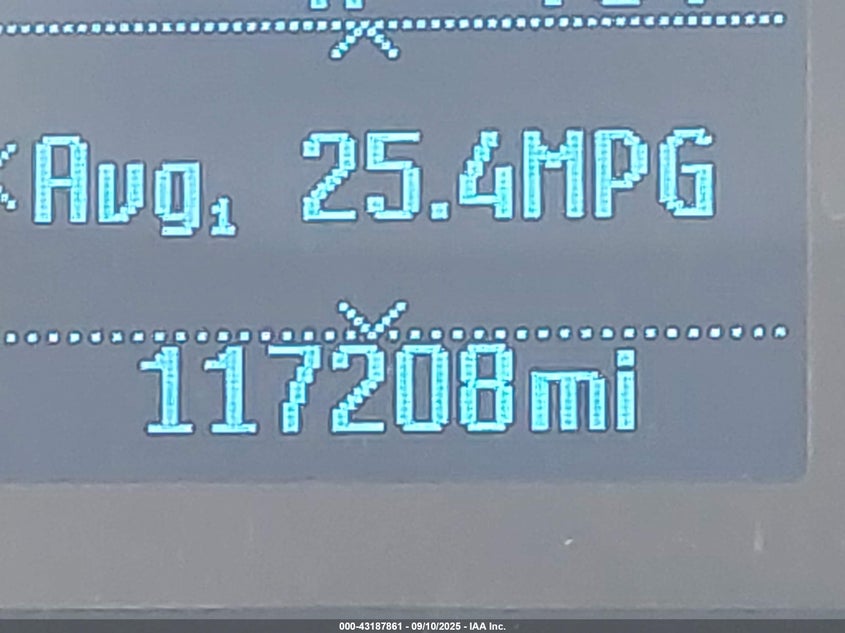 <Avg₁ 25.4MPG
117208mi
000-43187861 - 09/10/2025 - IAA Inc.